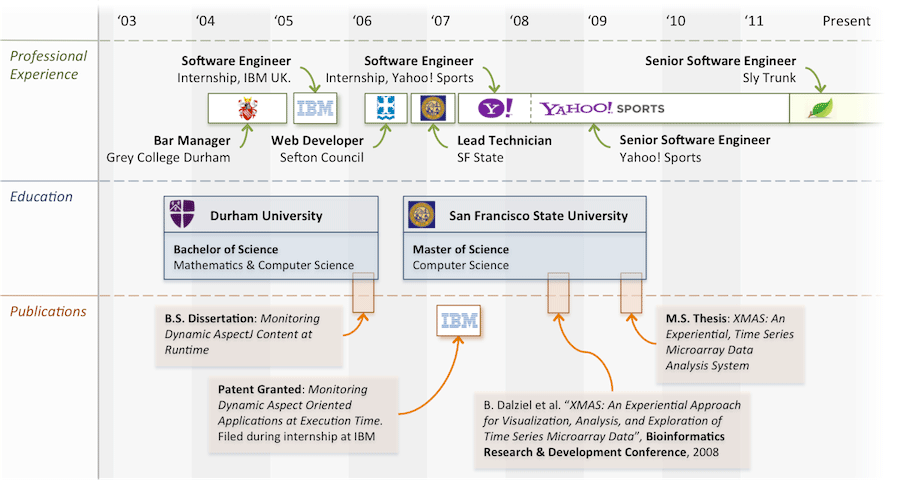 ‘03 ‘04 ‘05 ‘06 ‘07 ‘08 ‘09 ‘10 ‘11 Present
Professional
Experience
Software Engineer
Internship, IBM UK.
Software Engineer
Internship, Yahoo! Sports
Senior Software Engineer
Sly Trunk
IBM
Y!
YAHOO! SPORTS
Bar Manager
Grey College Durham
Web Developer
Sefton Council
Lead Technician
SF State
Senior Software Engineer
Yahoo! Sports
Education
Durham University
Bachelor of Science
Mathematics & Computer Science
San Francisco State University
Master of Science
Computer Science
Publications
B.S. Dissertation: Monitoring
Dynamic AspectJ Content at
Runtime
IBM
M.S. Thesis: XMAS: An
Experiential, Time Series
Microarray Data
Analysis System
Patent Granted: Monitoring
Dynamic Aspect Oriented
Applications at Execution Time.
Filed during internship at IBM
B. Dalziel et al. “XMAS: An Experiential Approach
for Visualization, Analysis, and Exploration of
Time Series Microarray Data”, Bioinformatics
Research & Development Conference, 2008